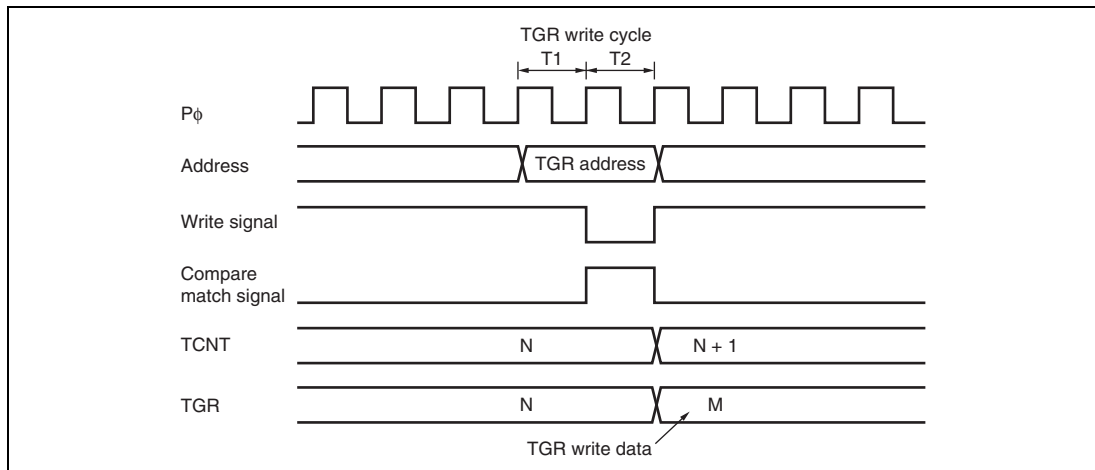 TGR write cycle
T1 T2
Pϕ
Address
TGR address
Write signal
Compare
match signal
TCNT
N
N + 1
TGR
N
M
TGR write data